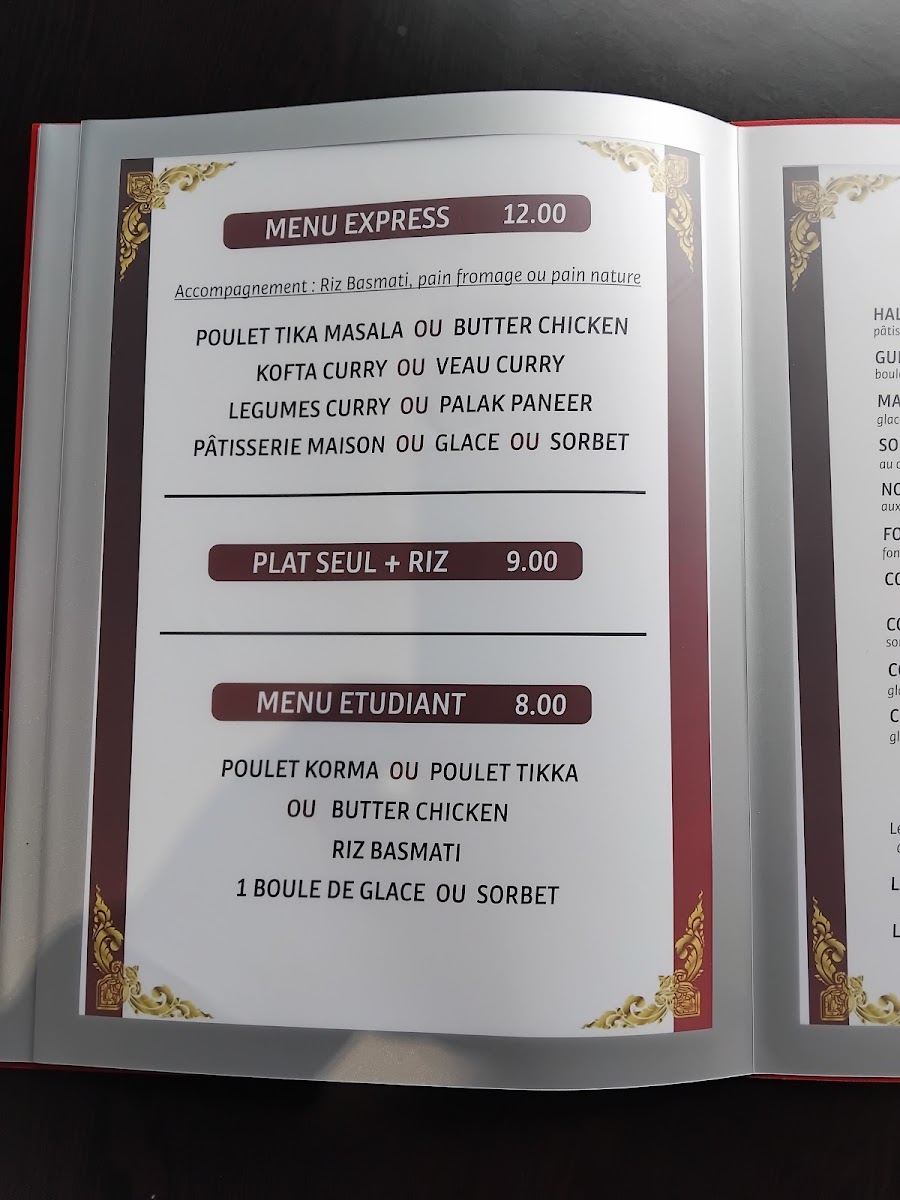 MENU EXPRESS 12.00
Accompagnement : Riz Basmati, pain fromage ou pain nature
POULET TIKA MASALA OU BUTTER CHICKEN
KOFTA CURRY OU VEAU CURRY
LEGUMES CURRY OU PALAK PANEER
PÂTISSERIE MAISON OU GLACE OU SORBET
PLAT SEUL + RIZ 9.00
MENU ETUDIANT 8.00
POULET KORMA OU POULET TIKKA
OU BUTTER CHICKEN
RIZ BASMATI
1 BOULE DE GLACE OU SORBET